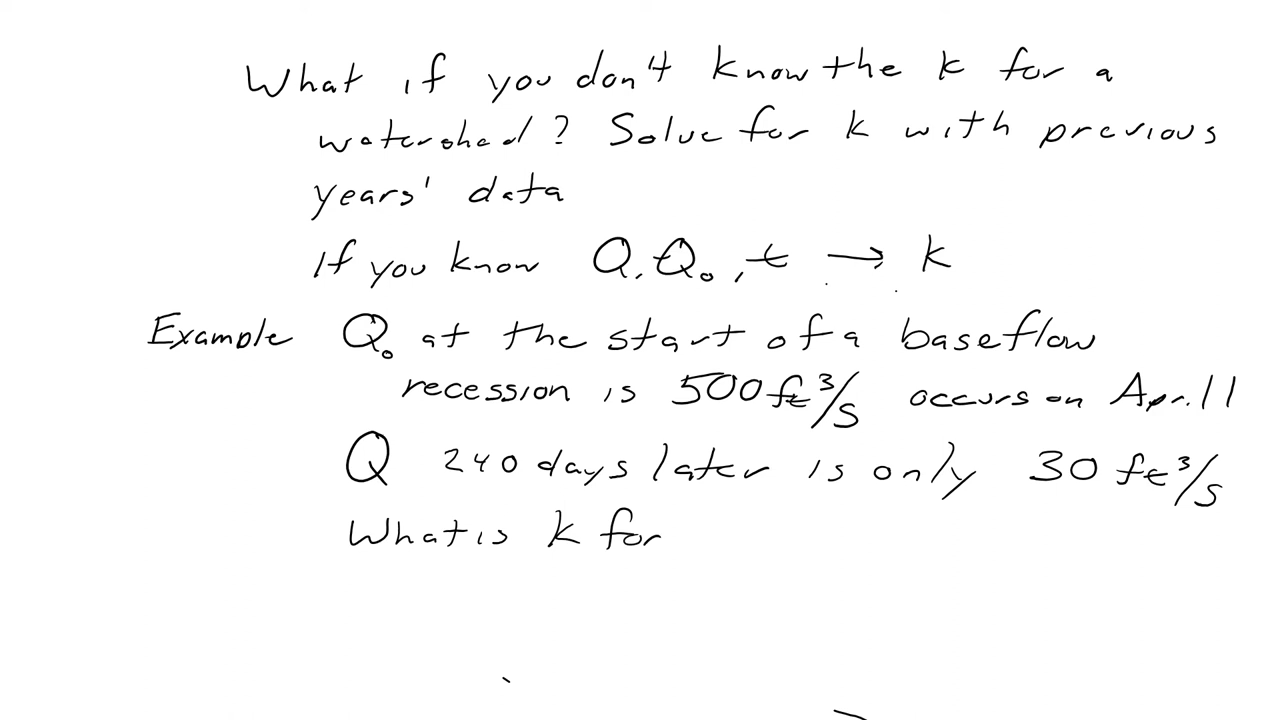 What if you don't know the k for a
watershed? Solve for k with previous
years' data
If you know Q, Q₀, t → k
Example Q₀ at the start of a baseflow
recession is 500 ft³/s occurs on April 1
Q 240 days later is only 30 ft³/s
What is k for